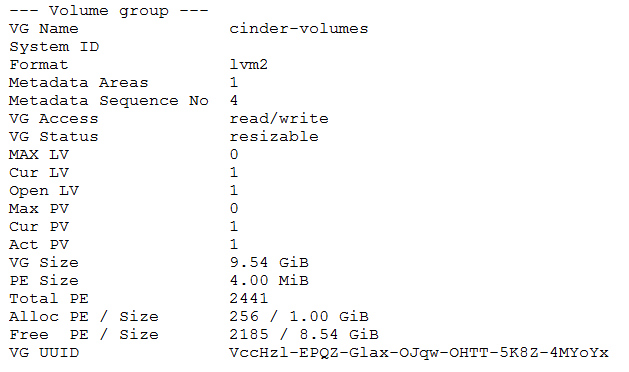 --- Volume group ---
VG Name               cinder-volumes
System ID
Format                lvm2
Metadata Areas        1
Metadata Sequence No  4
VG Access             read/write
VG Status             resizable
MAX LV                0
Cur LV                1
Open LV               1
Max PV                0
Cur PV                1
Act PV                1
VG Size               9.54 GiB
PE Size               4.00 MiB
Total PE              2441
Alloc PE / Size       256 / 1.00 GiB
Free  PE / Size       2185 / 8.54 GiB
VG UUID               VccHzl-EPQZ-Glax-OJqw-OHTT-5K8Z-4MYoYx